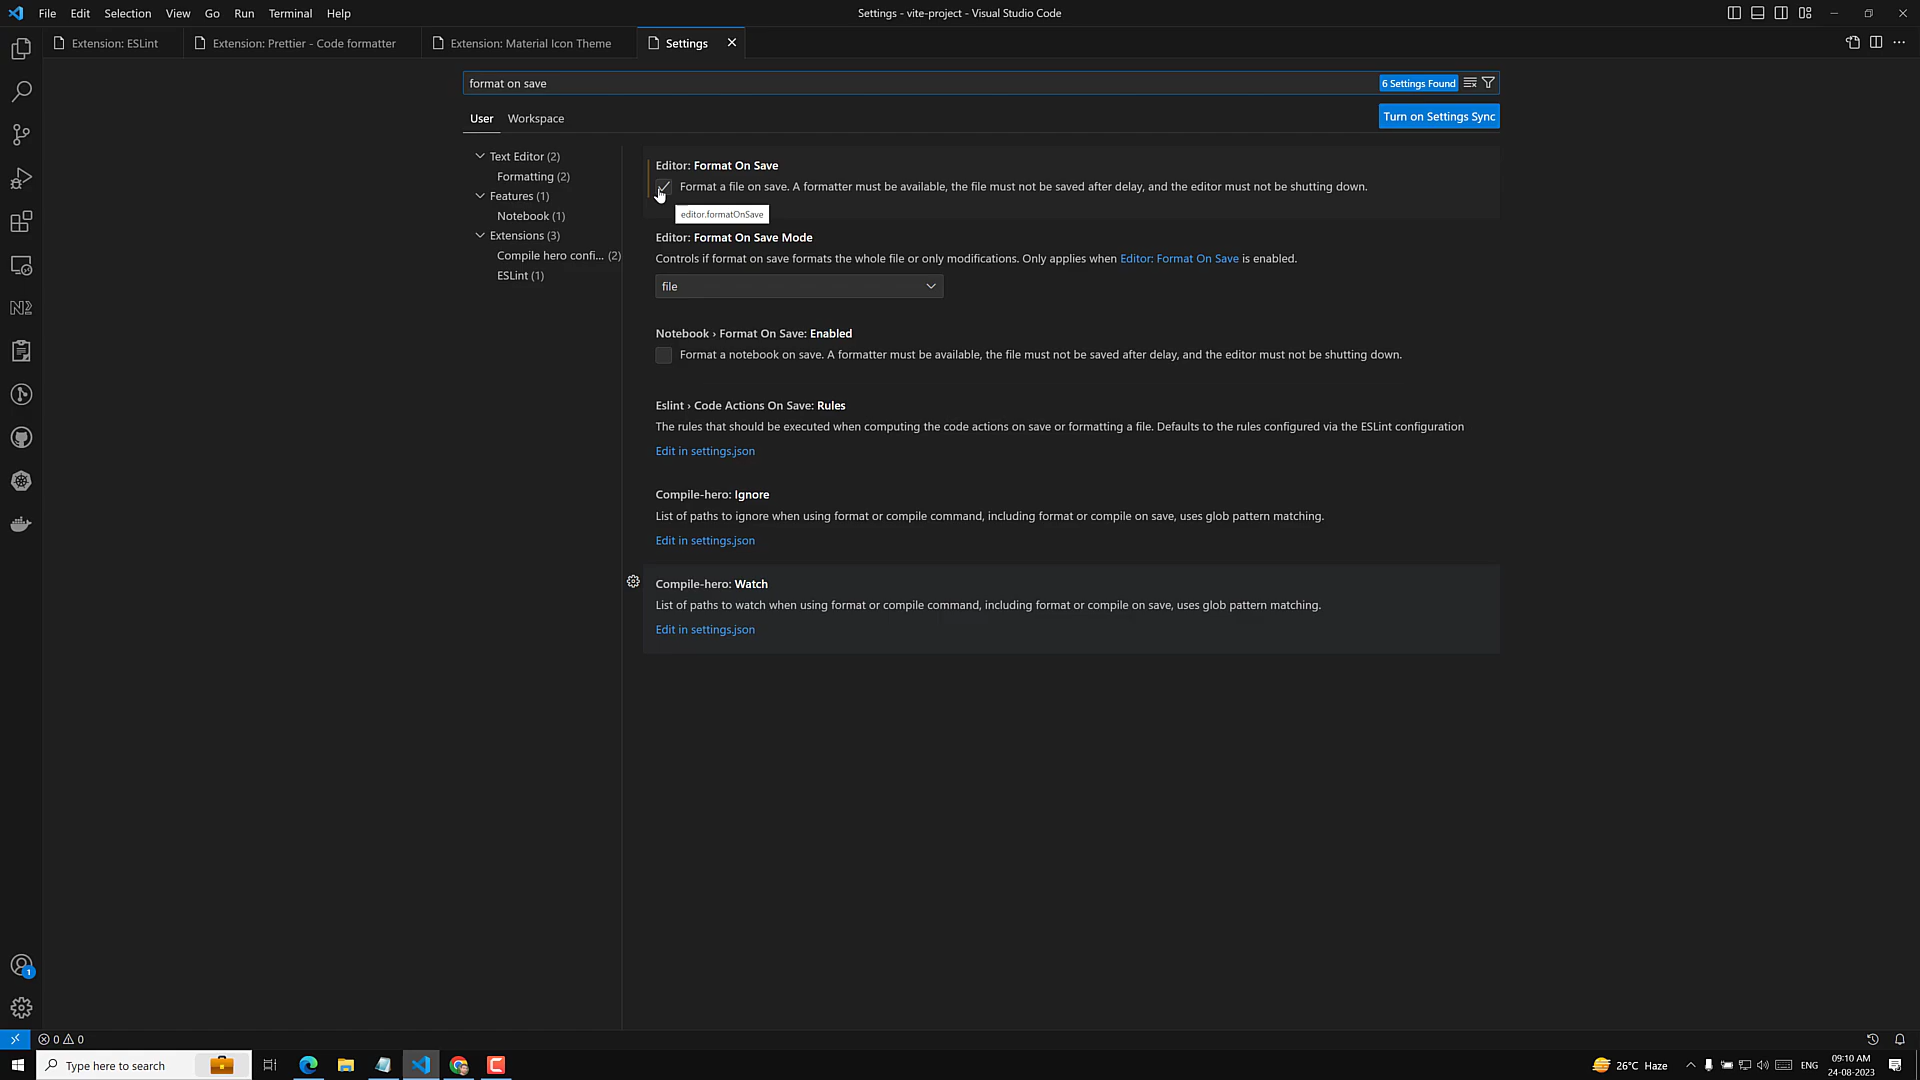 File Edit Selection View Go Run Terminal Help
Settings - vite-project - Visual Studio Code
Extension: ESLint
Extension: Prettier - Code formatter
Extension: Material Icon Theme
Settings
format on save
6 Settings Found
User Workspace
Turn on Settings Sync
Text Editor (2)
Formatting (2)
Features (1)
Notebook (1)
Extensions (3)
Compile hero confi... (2)
ESLint (1)
Editor: Format On Save
Format a file on save. A formatter must be available, the file must not be saved after delay, and the editor must not be shutting down.
editor.formatOnSave
Editor: Format On Save Mode
Controls if format on save formats the whole file or only modifications. Only applies when Editor: Format On Save is enabled.
file
Notebook › Format On Save: Enabled
Format a notebook on save. A formatter must be available, the file must not be saved after delay, and the editor must not be shutting down.
Eslint › Code Actions On Save: Rules
The rules that should be executed when computing the code actions on save or formatting a file. Defaults to the rules configured via the ESLint configuration
Edit in settings.json
Compile-hero: Ignore
List of paths to ignore when using format or compile command, including format or compile on save, uses glob pattern matching.
Edit in settings.json
Compile-hero: Watch
List of paths to watch when using format or compile command, including format or compile on save, uses glob pattern matching.
Edit in settings.json
1
0 0
Type here to search
26°C Haze
ENG
09:10 AM
24-08-2023